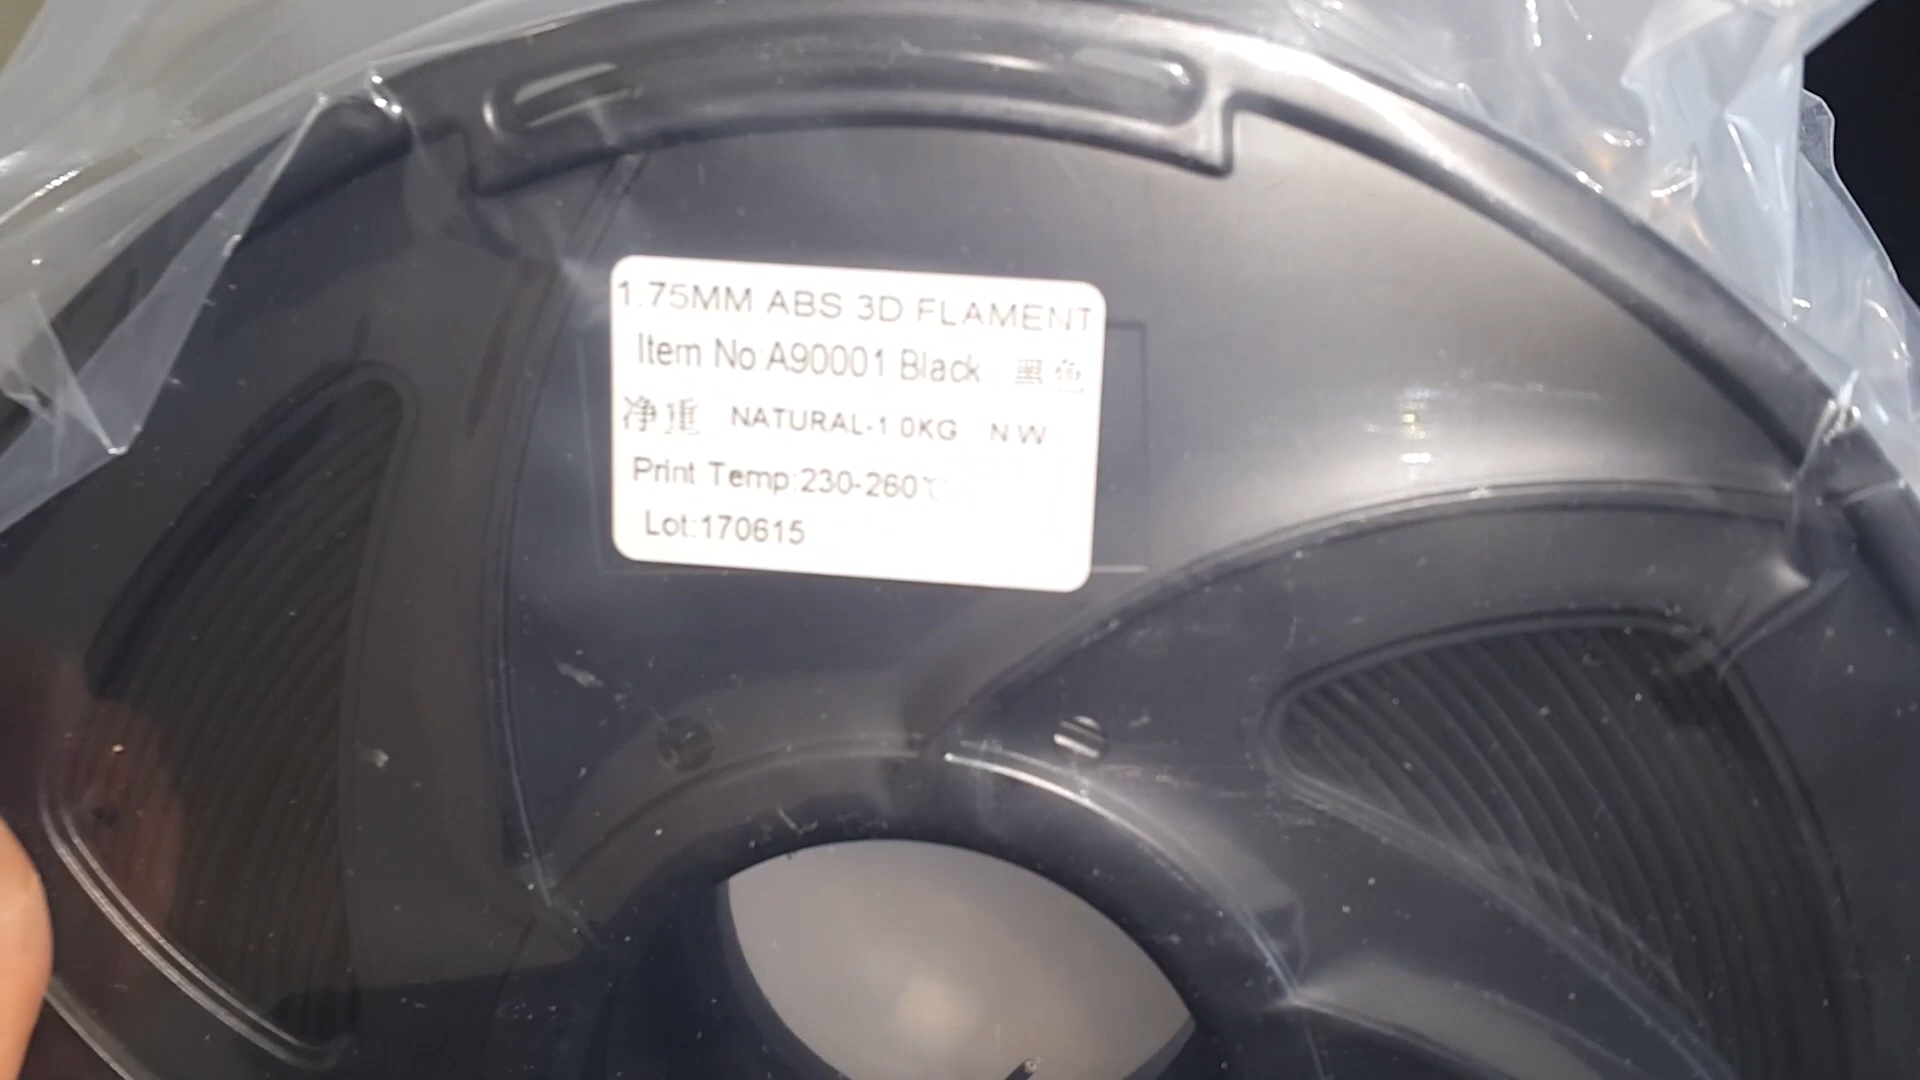 1.75MM ABS 3D FLAMENT
Item No:A90001 Black 黑色
净重 NATURAL-1.0KG N W
Print Temp:230-260℃
Lot:170615